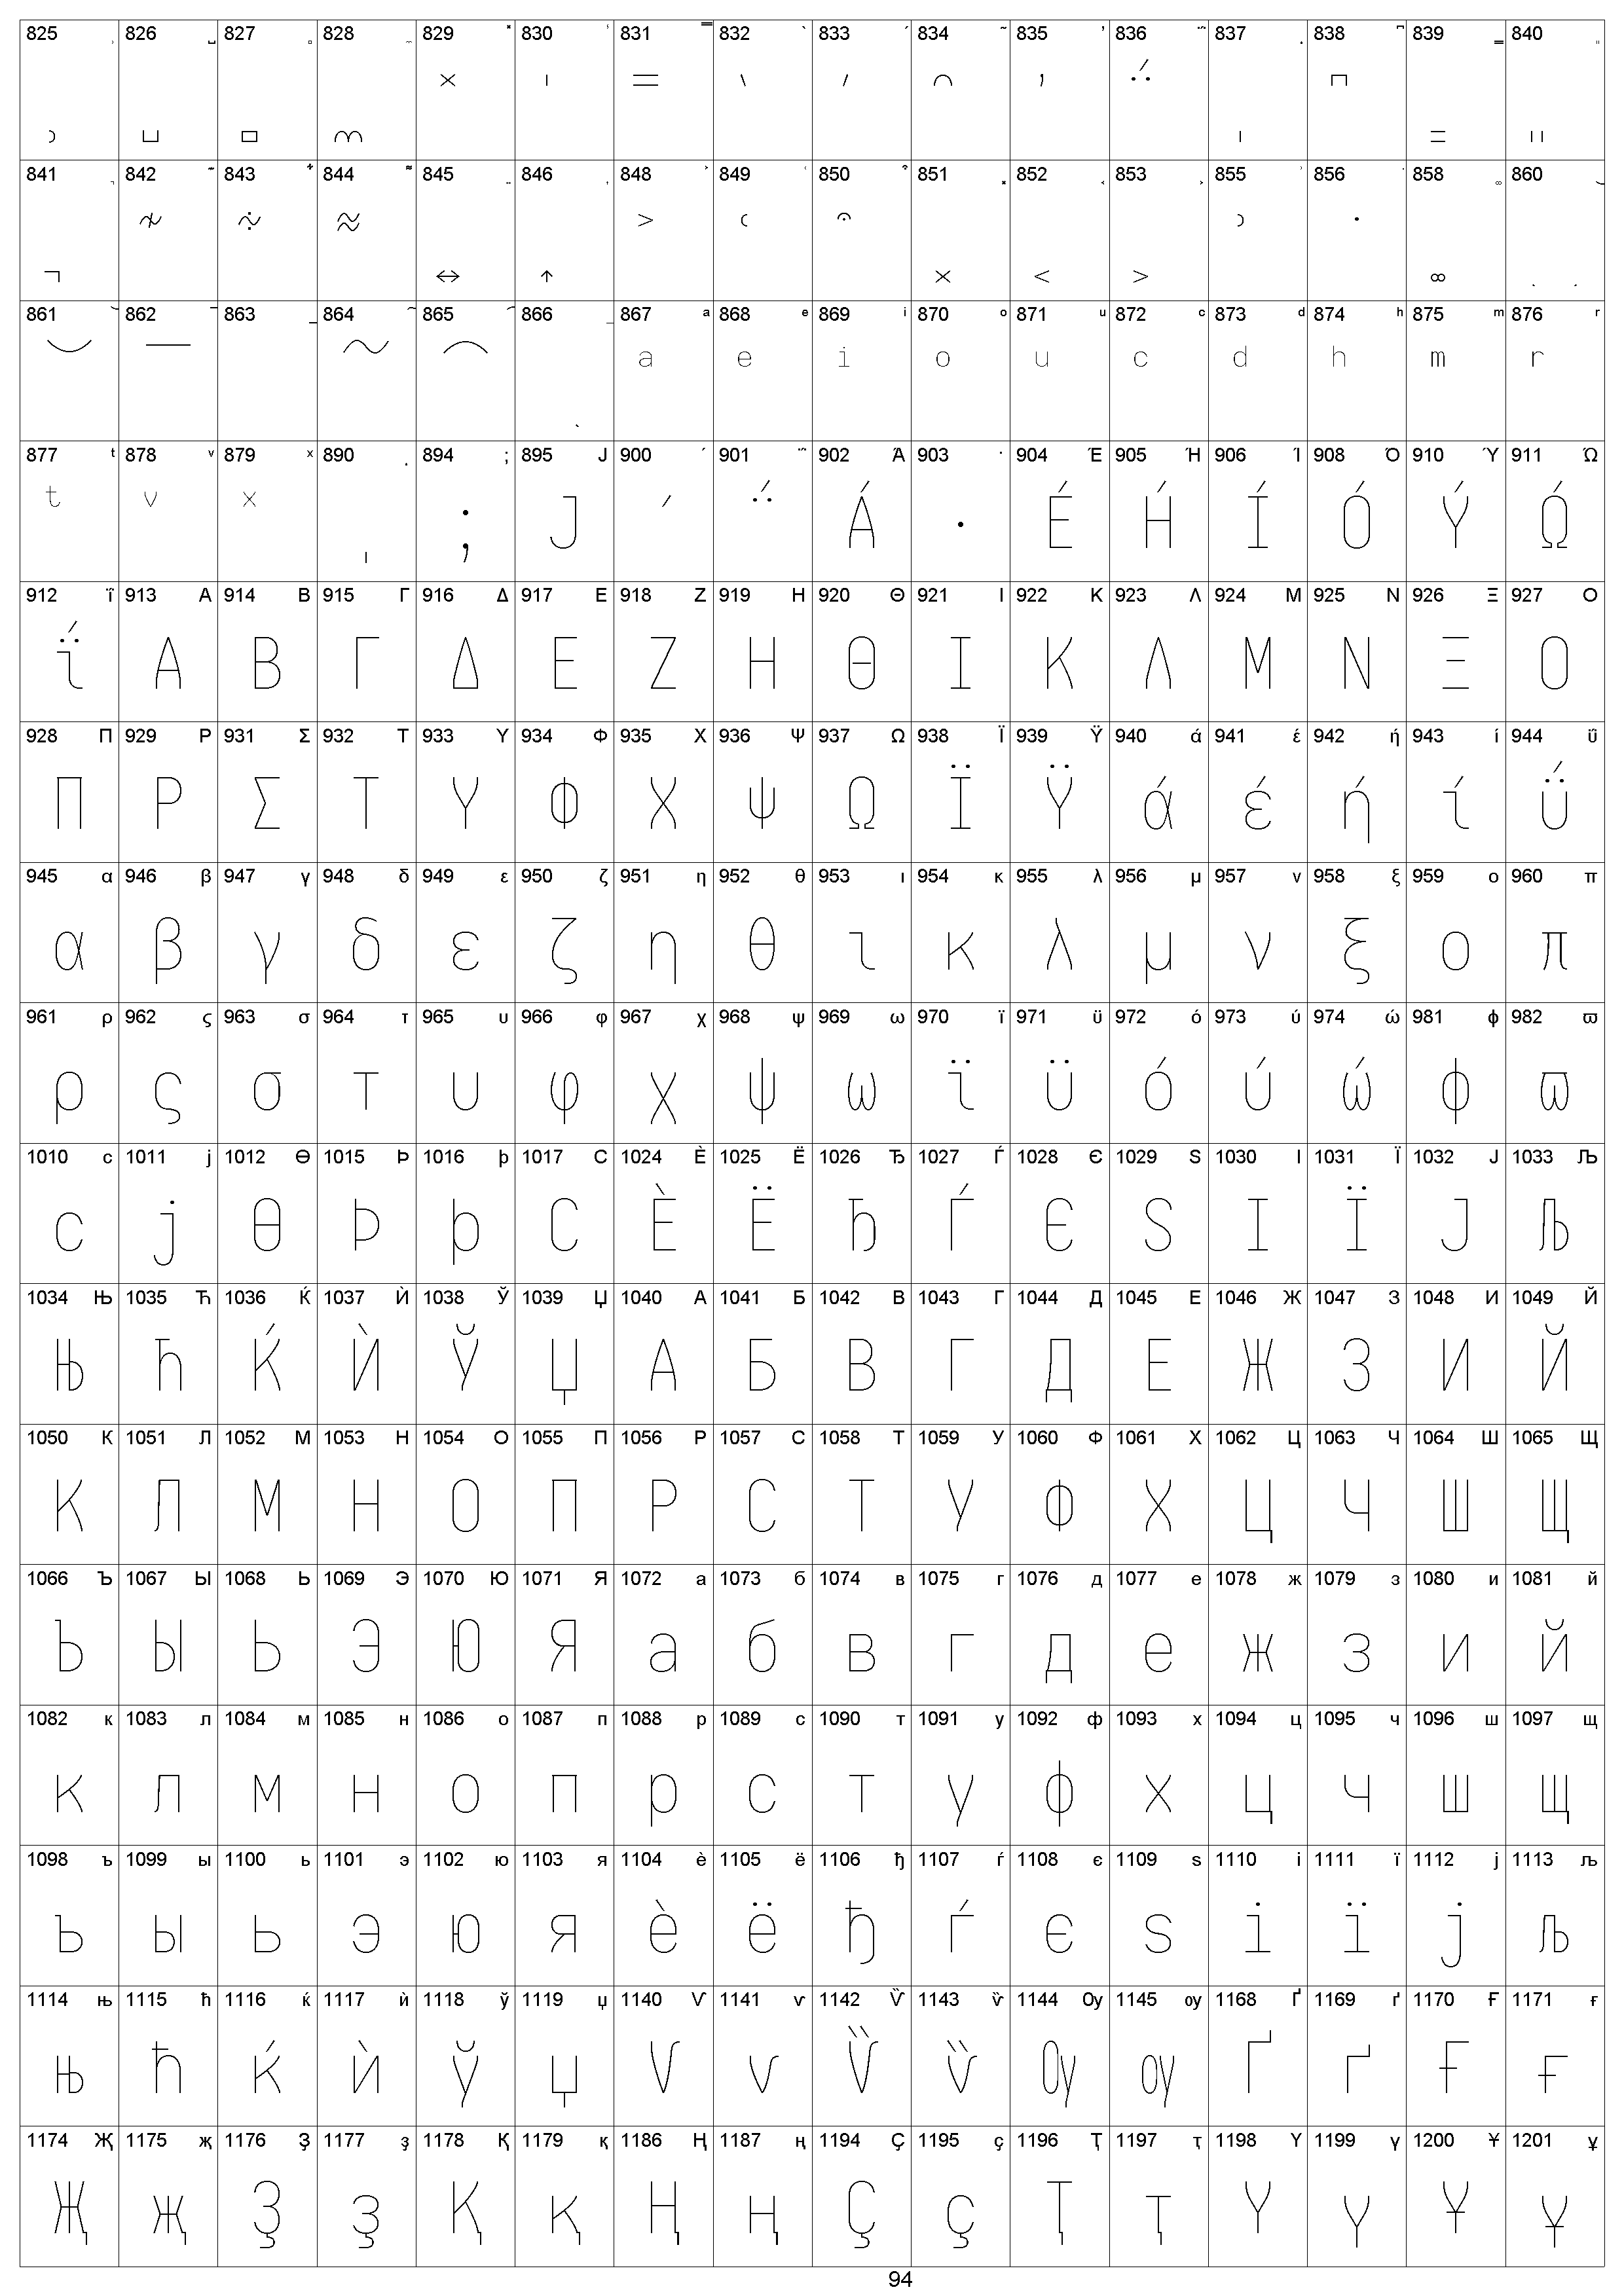 825 ̹ 826 ̺ 827 ̻ 828 ̼ 829 ̽ 830 ̾ 831 ̿ 832 ̀ 833 ́ 834 ͂ 835 ̓ 836 ̈́ 837 ͅ 838 ͆ 839 ͇ 840 ͈
841 ͉ 842 ͊ 843 ͋ 844 ͌ 845 ͍ 846 ͎ 848 ͐ 849 ͑ 850 ͒ 851 ͓ 852 ͔ 853 ͕ 855 ͗ 856 ͘ 858 ͚ 860 ͜
861 ͝ 862 ͞ 863 ͟ 864 ͠ 865 ͡ 866 ͢ 867 ͣ 868 ͤ 869 ͥ 870 ͦ 871 ͧ 872 ͨ 873 ͩ 874 ͪ 875 ͫ 876 ͬ
877 ͭ 878 ͮ 879 ͯ 890 ͺ 894 ; 895 Ϳ 900 ΄ 901 ΅ 902 Ά 903 · 904 Έ 905 Ή 906 Ί 908 Ό 910 Ύ 911 Ώ
912 ΐ 913 Α 914 Β 915 Γ 916 Δ 917 Ε 918 Ζ 919 Η 920 Θ 921 Ι 922 Κ 923 Λ 924 Μ 925 Ν 926 Ξ 927 Ο
928 Π 929 Ρ 931 Σ 932 Τ 933 Υ 934 Φ 935 Χ 936 Ψ 937 Ω 938 Ϊ 939 Ϋ 940 ά 941 έ 942 ή 943 ί 944 ΰ
945 α 946 β 947 γ 948 δ 949 ε 950 ζ 951 η 952 θ 953 ι 954 κ 955 λ 956 μ 957 ν 958 ξ 959 ο 960 π
961 ρ 962 ς 963 σ 964 τ 965 υ 966 φ 967 χ 968 ψ 969 ω 970 ϊ 971 ϋ 972 ό 973 ύ 974 ώ 981 ϕ 982 ϖ
1010 ϲ 1011 ϳ 1012 ϴ 1015 Ϸ 1016 ϸ 1017 Ϲ 1024 Ѐ 1025 Ё 1026 Ђ 1027 Ѓ 1028 Є 1029 Ѕ 1030 І 1031 Ї 1032 Ј 1033 Љ
1034 Њ 1035 Ћ 1036 Ќ 1037 Ѝ 1038 Ў 1039 Џ 1040 А 1041 Б 1042 В 1043 Г 1044 Д 1045 Е 1046 Ж 1047 З 1048 И 1049 Й
1050 К 1051 Л 1052 М 1053 Н 1054 О 1055 П 1056 Р 1057 С 1058 Т 1059 У 1060 Ф 1061 Х 1062 Ц 1063 Ч 1064 Ш 1065 Щ
1066 Ъ 1067 Ы 1068 Ь 1069 Э 1070 Ю 1071 Я 1072 а 1073 б 1074 в 1075 г 1076 д 1077 е 1078 ж 1079 з 1080 и 1081 й
1082 к 1083 л 1084 м 1085 н 1086 о 1087 п 1088 р 1089 с 1090 т 1091 у 1092 ф 1093 х 1094 ц 1095 ч 1096 ш 1097 щ
1098 ъ 1099 ы 1100 ь 1101 э 1102 ю 1103 я 1104 ѐ 1105 ё 1106 ђ 1107 ѓ 1108 є 1109 ѕ 1110 і 1111 ї 1112 ј 1113 љ
1114 њ 1115 ћ 1116 ќ 1117 ѝ 1118 ў 1119 џ 1140 Ѵ 1141 ѵ 1142 Ѷ 1143 ѷ 1144 Ѹ 1145 ѹ 1168 Ґ 1169 ґ 1170 Ғ 1171 ғ
1174 Җ 1175 җ 1176 Ҙ 1177 ҙ 1178 Қ 1179 қ 1186 Ң 1187 ң 1194 Ҫ 1195 ҫ 1196 Ҭ 1197 ҭ 1198 Ү 1199 ү 1200 Ұ 1201 ұ
94